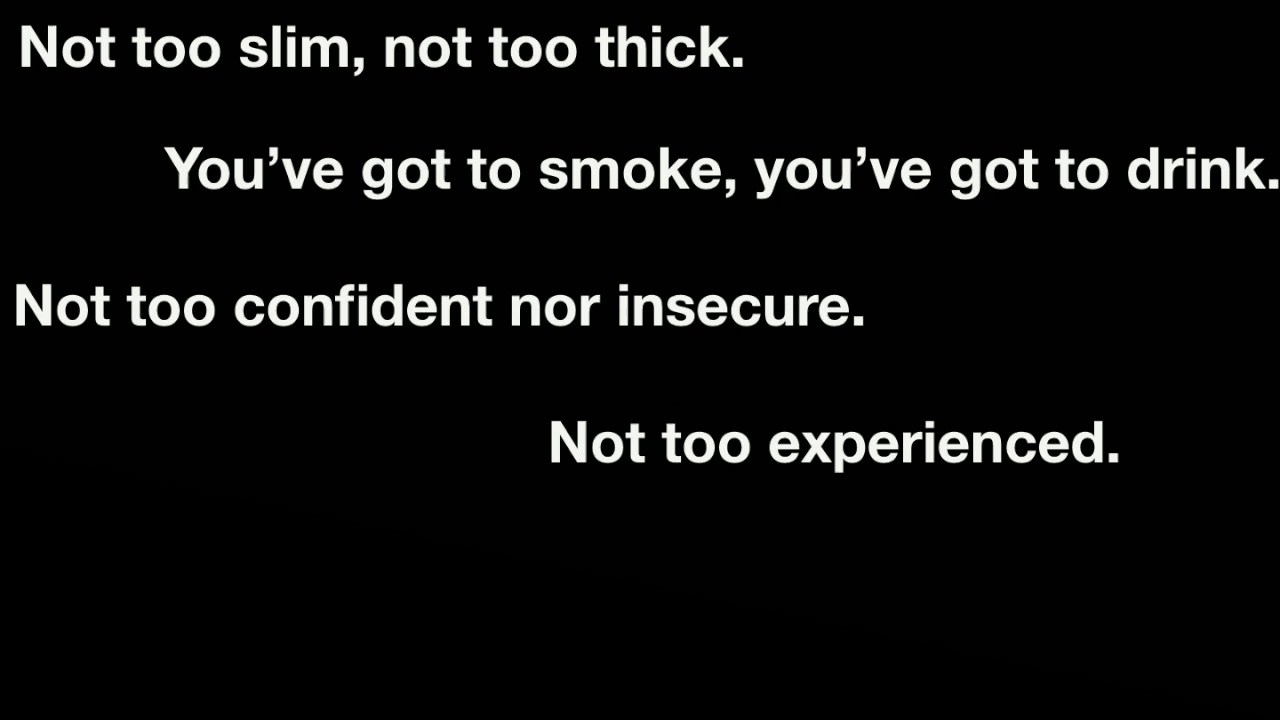 Not too slim, not too thick.
You’ve got to smoke, you’ve got to drink.
Not too confident nor insecure.
Not too experienced.